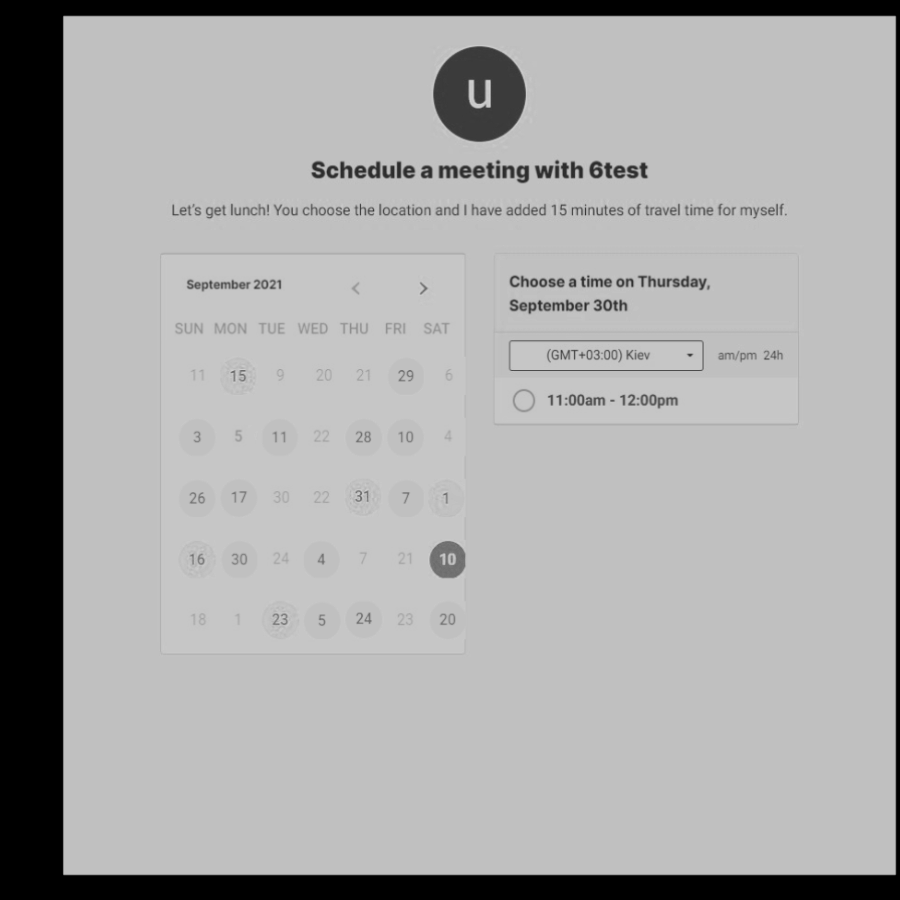 u
Schedule a meeting with 6test
Let's get lunch! You choose the location and I have added 15 minutes of travel time for myself.
September 2021
SUN MON TUE WED THU FRI SAT
11 15 9 20 21 29 6
3 5 11 22 28 10 4
26 17 30 22 31 7 1
16 30 24 4 7 21 10
18 1 23 5 24 23 20
Choose a time on Thursday,
September 30th
(GMT+03:00) Kiev am/pm 24h
11:00am - 12:00pm